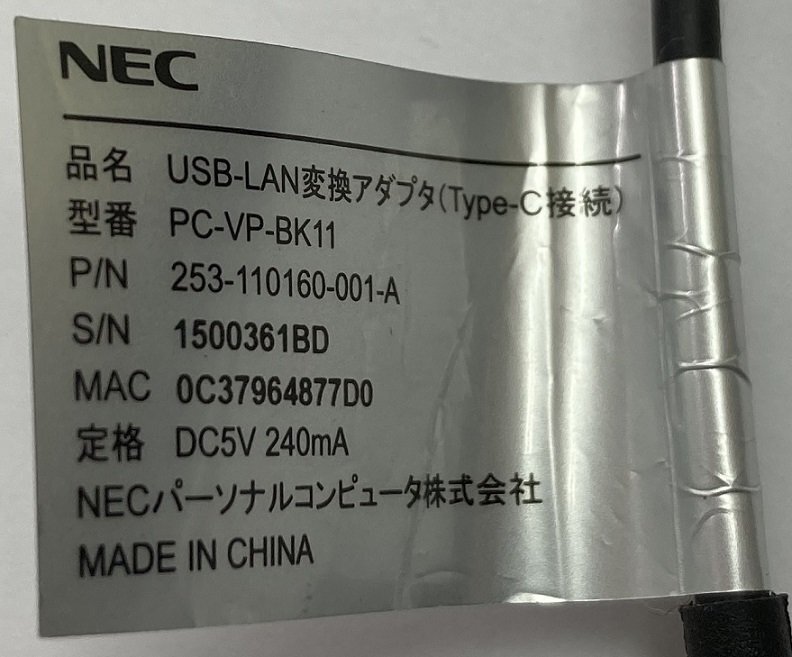 NEC
品名 USB-LAN変換アダプタ(Type-C接続)
型番 PC-VP-BK11
P/N 253-110160-001-A
S/N 1500361BD
MAC 0C37964877D0
定格 DC5V 240mA
NECパーソナルコンピュータ株式会社
MADE IN CHINA